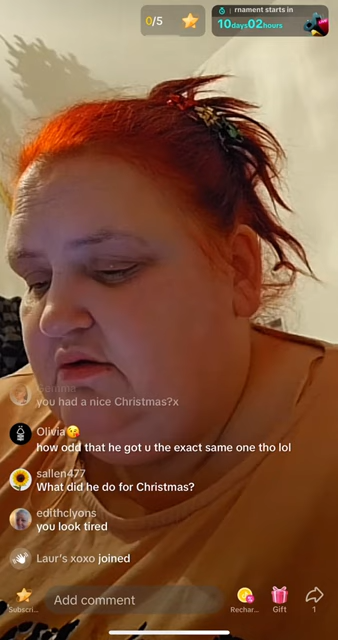 0/5
rnament starts in
10days02hours
Gemma
you had a nice Christmas?x
Olivia😘
how odd that he got u the exact same one tho lol
sallen477
What did he do for Christmas?
edithclyons
you look tired
Laur's xoxo joined
Add comment
Subscri...
Rechar...
Gift
1